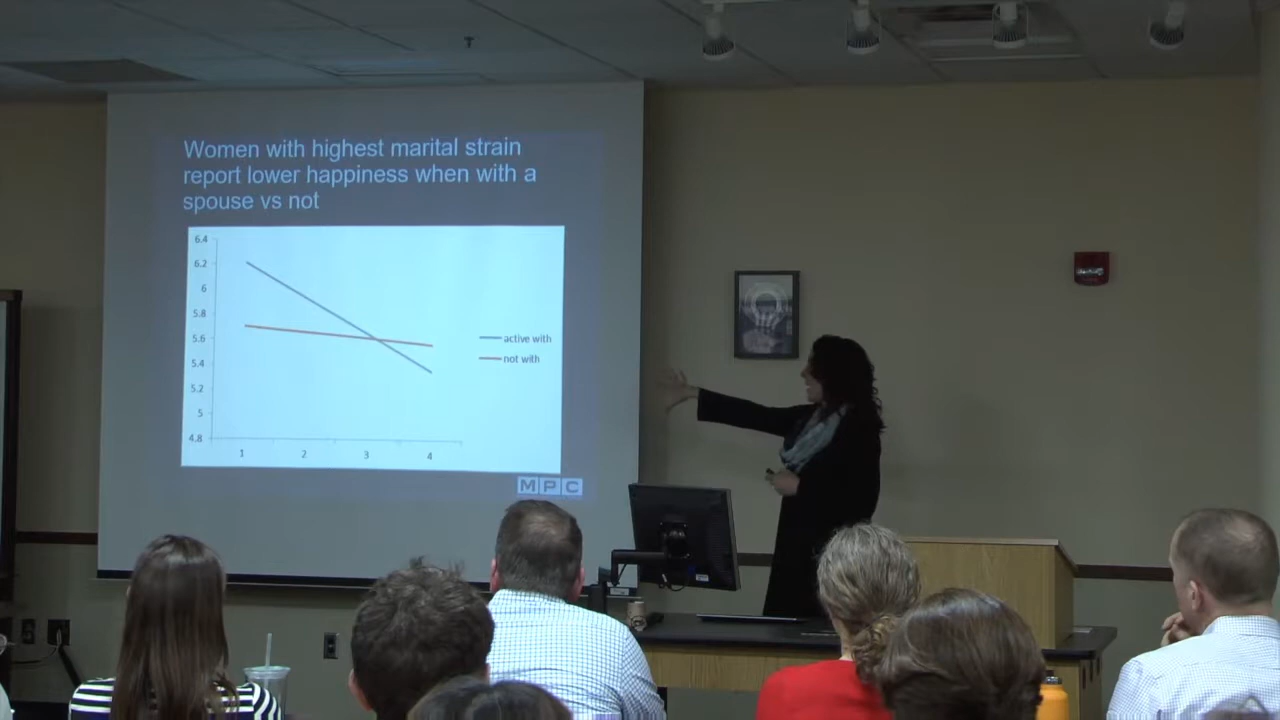 Women with highest marital strain
report lower happiness when with a
spouse vs not
6.4
6.2
6
5.8
5.6
5.4
5.2
5
4.8
1 2 3 4
active with
not with
MPC